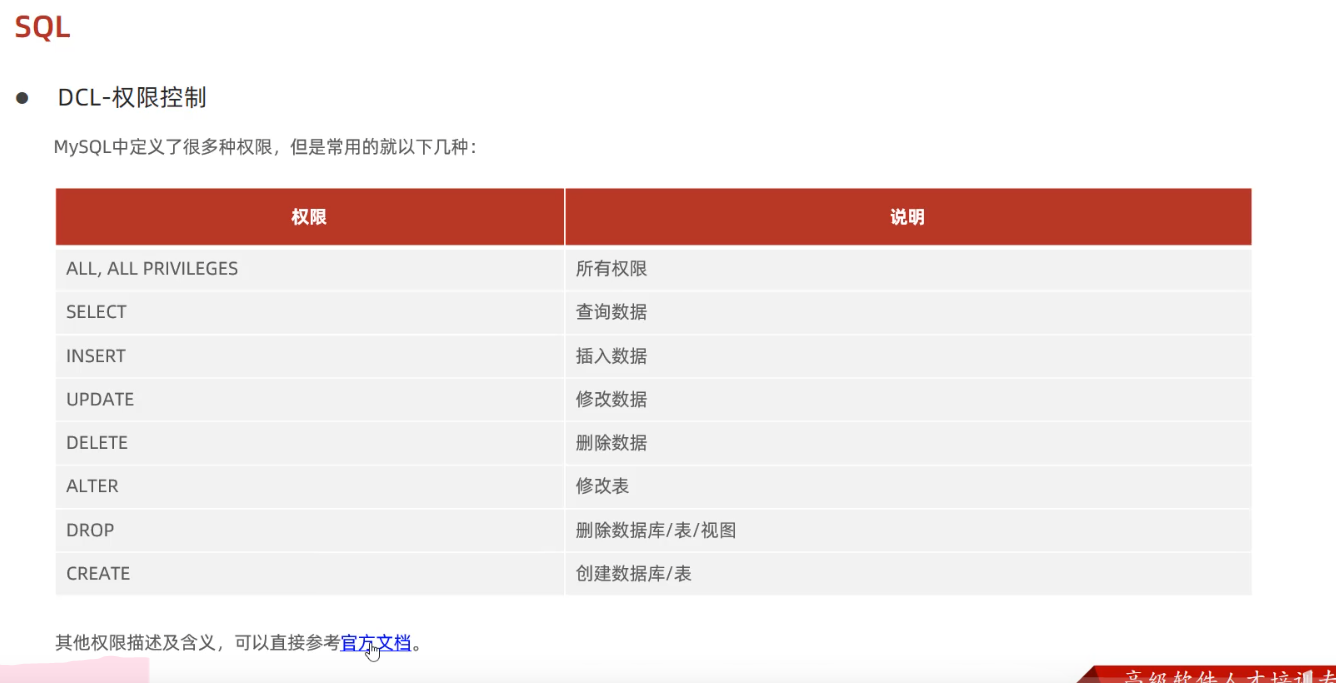 SQL
DCL-权限控制
MySQL中定义了很多种权限，但是常用的就以下几种：
权限 说明
ALL, ALL PRIVILEGES 所有权限
SELECT 查询数据
INSERT 插入数据
UPDATE 修改数据
DELETE 删除数据
ALTER 修改表
DROP 删除数据库/表/视图
CREATE 创建数据库/表
其他权限描述及含义，可以直接参考官方文档。
高级软件人才培训专